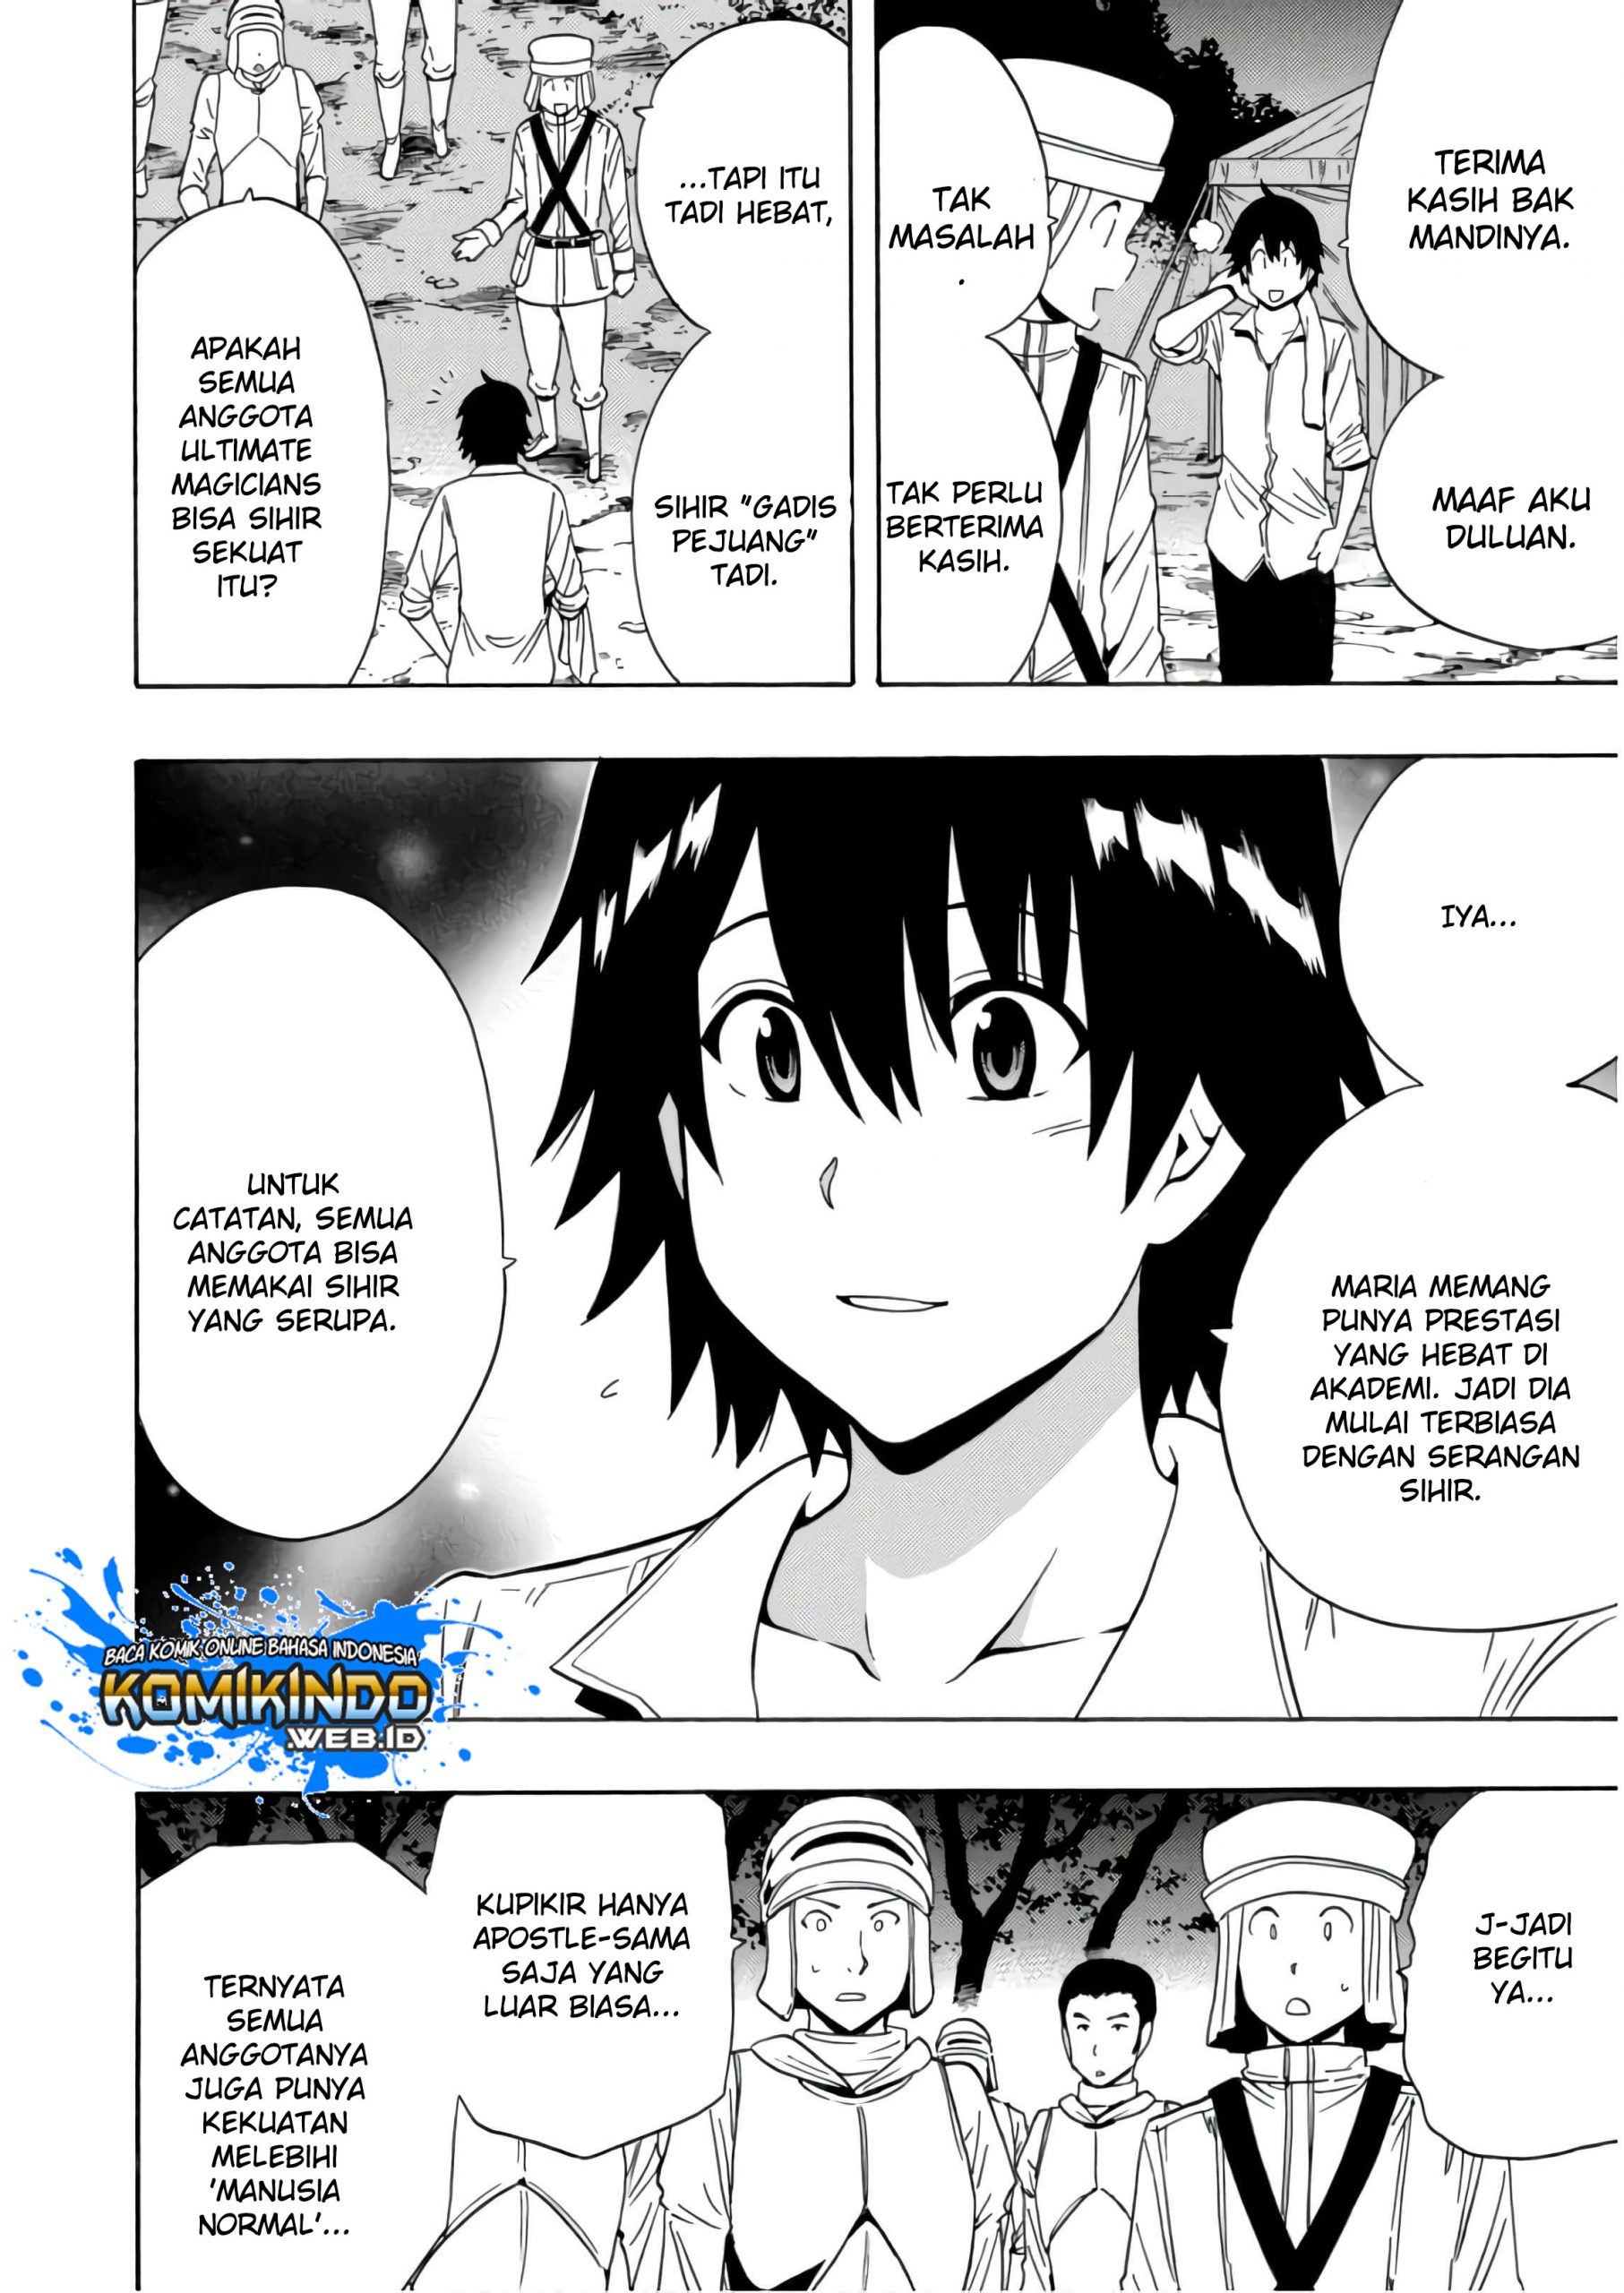 TERIMA
KASIH BAK
MANDINYA.
MAAF AKU
DULUAN.
TAK
MASALAH
.
TAK PERLU
BERTERIMA
KASIH.
...TAPI ITU
TADI HEBAT,
SIHIR "GADIS
PEJUANG"
TADI.
APAKAH
SEMUA
ANGGOTA
ULTIMATE
MAGICIANS
BISA SIHIR
SEKUAT
ITU?
IYA...
MARIA MEMANG
PUNYA PRESTASI
YANG HEBAT DI
AKADEMI. JADI DIA
MULAI TERBIASA
DENGAN SERANGAN
SIHIR.
UNTUK
CATATAN, SEMUA
ANGGOTA BISA
MEMAKAI SIHIR
YANG SERUPA.
BACA KOMIK ONLINE BAHASA INDONESIA
KOMIKINDO
.WEB.ID
J-JADI
BEGITU
YA...
KUPIKIR HANYA
APOSTLE-SAMA
SAJA YANG
LUAR BIASA...
TERNYATA
SEMUA
ANGGOTANYA
JUGA PUNYA
KEKUATAN
MELEBIHI
'MANUSIA
NORMAL'...